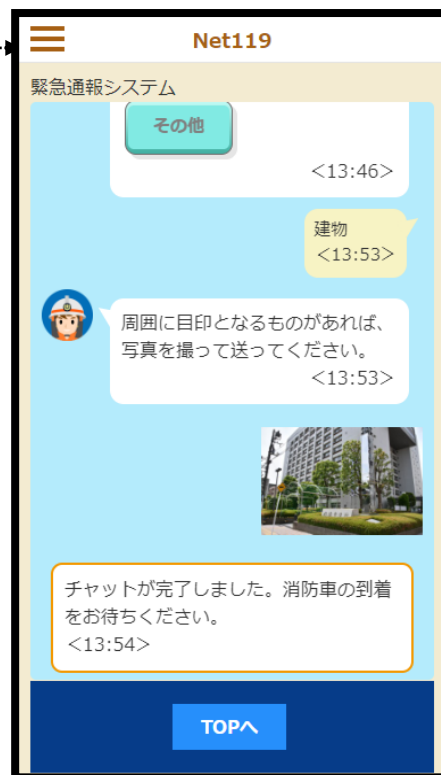 Net119
緊急通報システム
その他
<13:46>
建物
<13:53>
周囲に目印となるものがあれば、
写真を撮って送ってください。
<13:53>
チャットが完了しました。消防車の到着
をお待ちください。
<13:54>
TOPへ